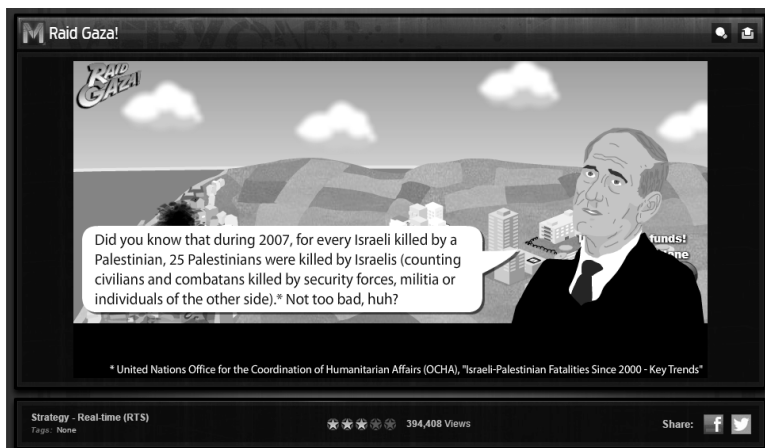 M Raid Gaza!
RAID
GAZA!
Did you know that during 2007, for every Israeli killed by a
Palestinian, 25 Palestinians were killed by Israelis (counting
civilians and combatans killed by security forces, militia or
individuals of the other side).* Not too bad, huh?
funds!
* United Nations Office for the Coordination of Humanitarian Affairs (OCHA), "Israeli-Palestinian Fatalities Since 2000 - Key Trends"
Strategy - Real-time (RTS)
Tags: None
394,408 Views
Share: